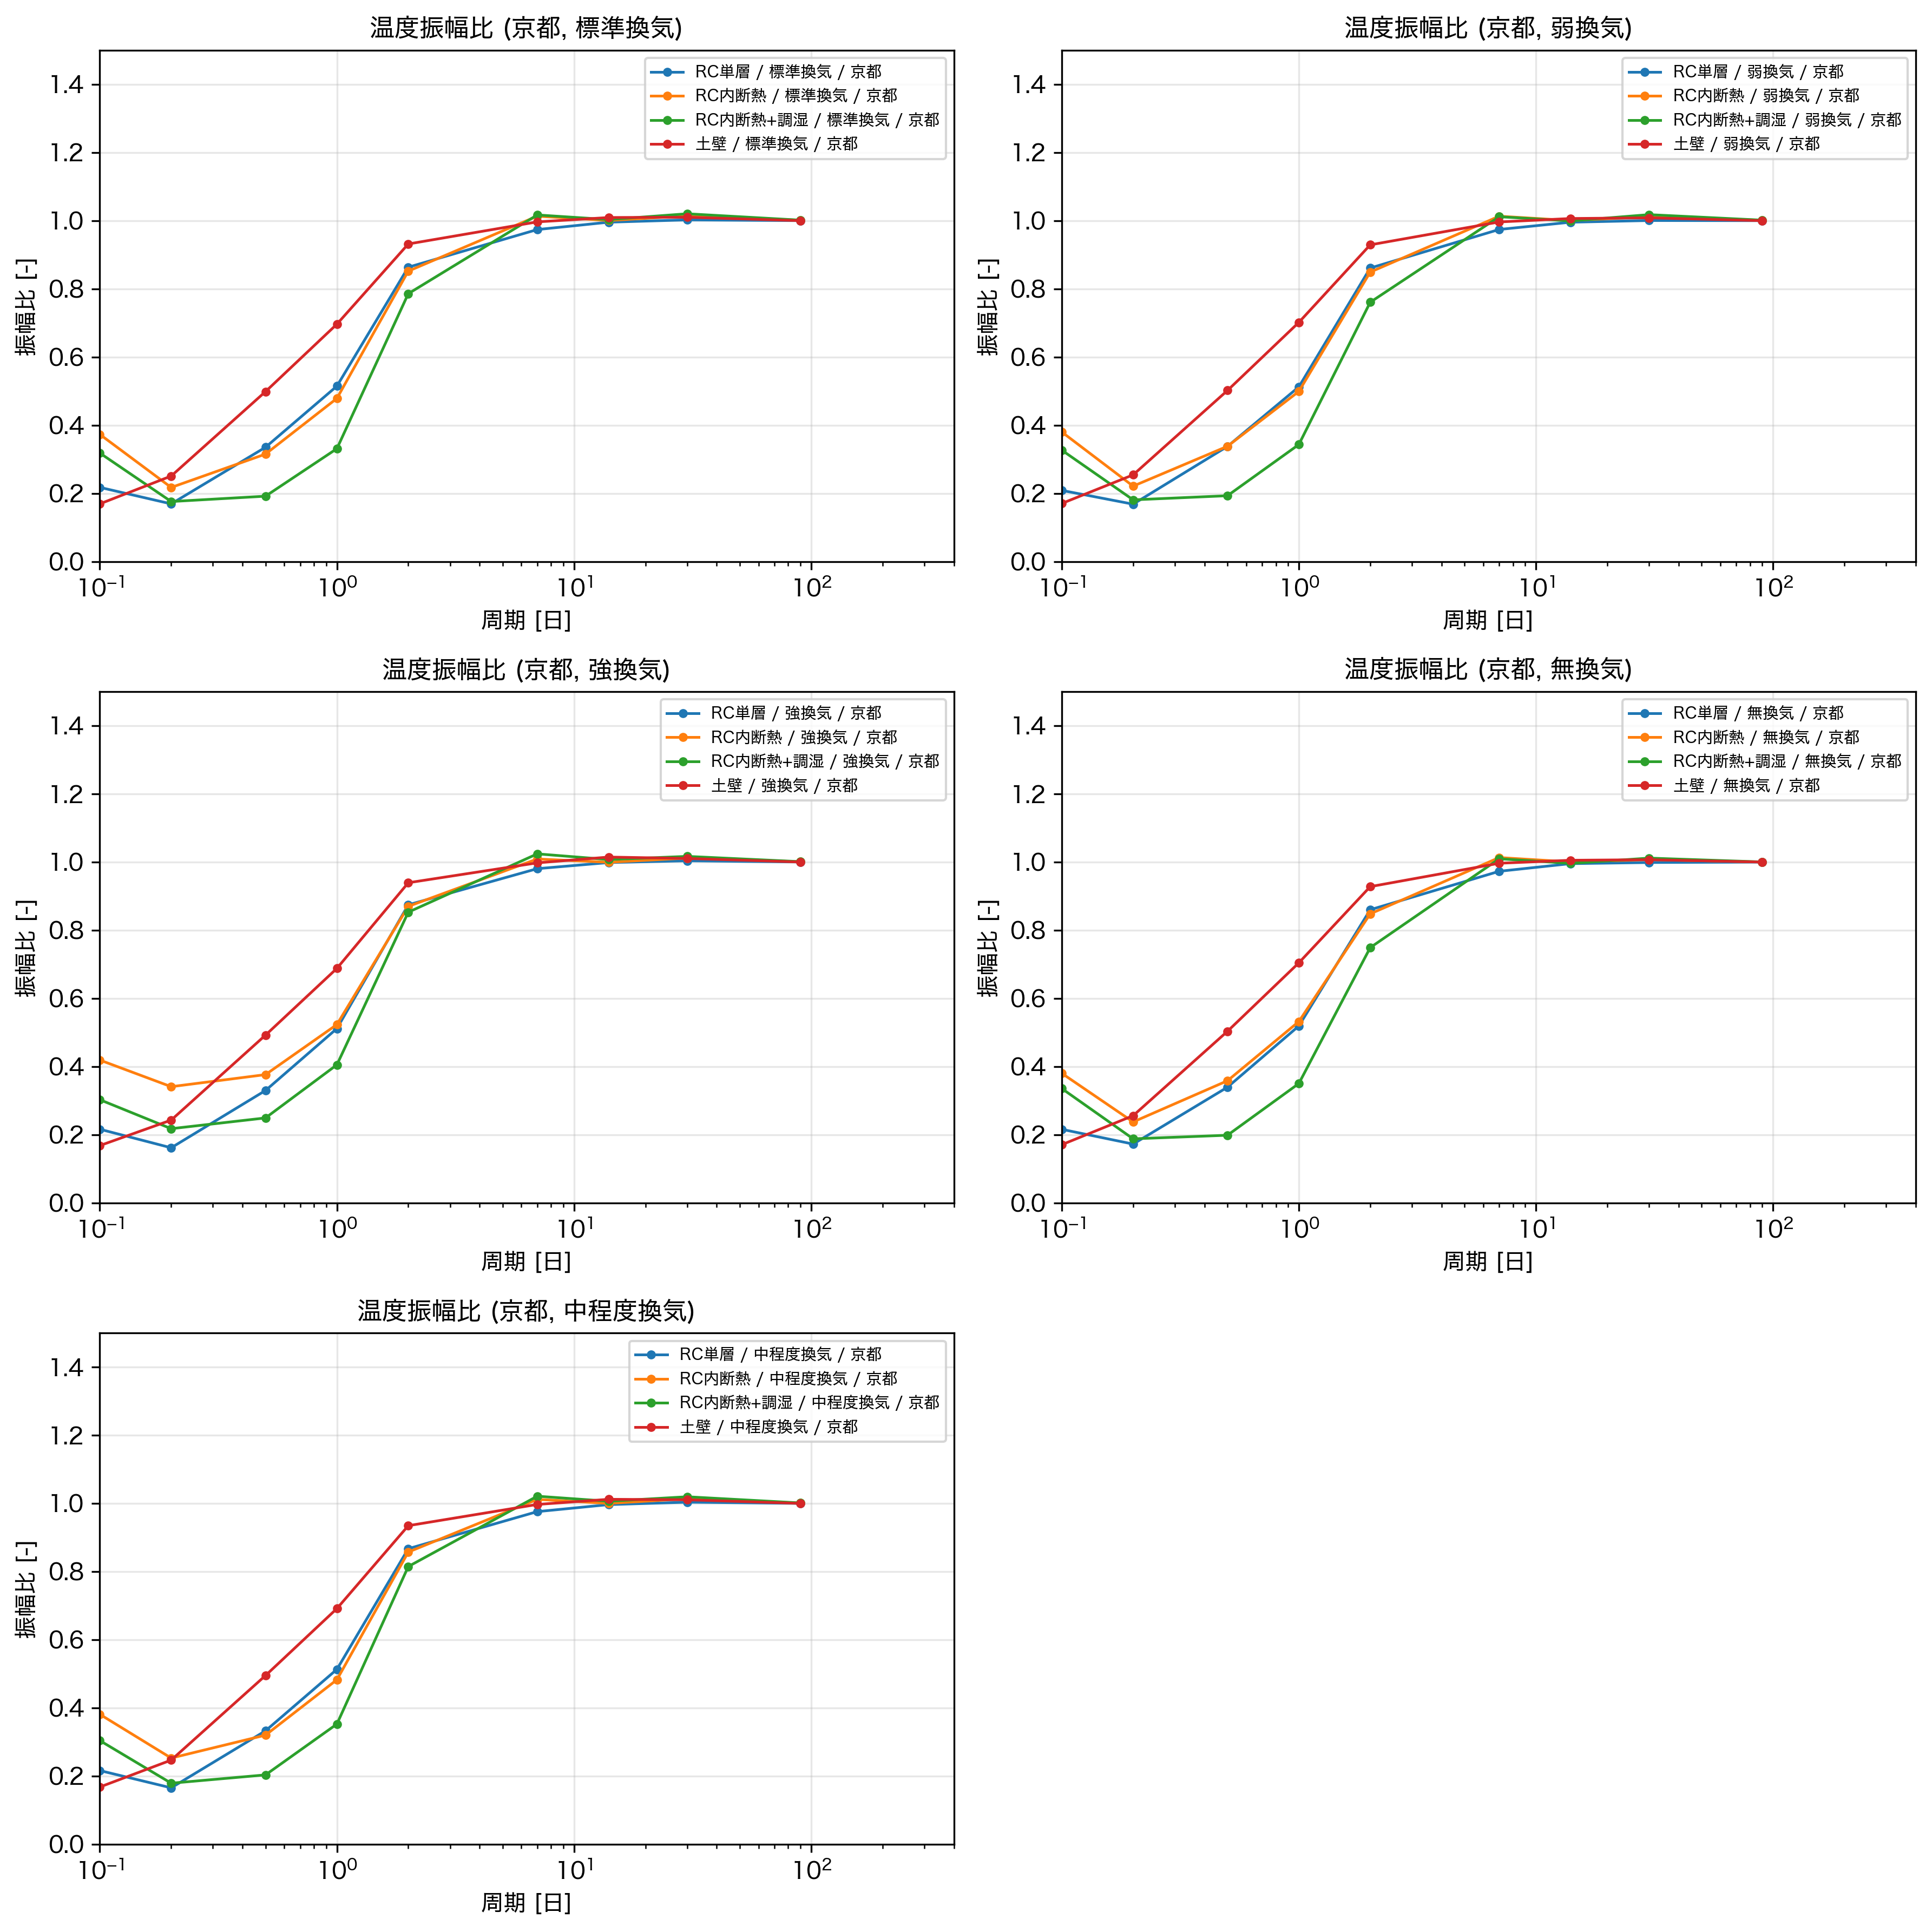 温度振幅比 (京都, 標準換気)
振幅比 [-]
1.4
1.2
1.0
0.8
0.6
0.4
0.2
0.0
RC単層 / 標準換気 / 京都
RC内断熱 / 標準換気 / 京都
RC内断熱+調湿 / 標準換気 / 京都
土壁 / 標準換気 / 京都
10⁻¹ 10⁰ 10¹ 10²
周期 [日]
温度振幅比 (京都, 弱換気)
振幅比 [-]
1.4
1.2
1.0
0.8
0.6
0.4
0.2
0.0
RC単層 / 弱換気 / 京都
RC内断熱 / 弱換気 / 京都
RC内断熱+調湿 / 弱換気 / 京都
土壁 / 弱換気 / 京都
10⁻¹ 10⁰ 10¹ 10²
周期 [日]
温度振幅比 (京都, 強換気)
振幅比 [-]
1.4
1.2
1.0
0.8
0.6
0.4
0.2
0.0
RC単層 / 強換気 / 京都
RC内断熱 / 強換気 / 京都
RC内断熱+調湿 / 強換気 / 京都
土壁 / 強換気 / 京都
10⁻¹ 10⁰ 10¹ 10²
周期 [日]
温度振幅比 (京都, 無換気)
振幅比 [-]
1.4
1.2
1.0
0.8
0.6
0.4
0.2
0.0
RC単層 / 無換気 / 京都
RC内断熱 / 無換気 / 京都
RC内断熱+調湿 / 無換気 / 京都
土壁 / 無換気 / 京都
10⁻¹ 10⁰ 10¹ 10²
周期 [日]
温度振幅比 (京都, 中程度換気)
振幅比 [-]
1.4
1.2
1.0
0.8
0.6
0.4
0.2
0.0
RC単層 / 中程度換気 / 京都
RC内断熱 / 中程度換気 / 京都
RC内断熱+調湿 / 中程度換気 / 京都
土壁 / 中程度換気 / 京都
10⁻¹ 10⁰ 10¹ 10²
周期 [日]